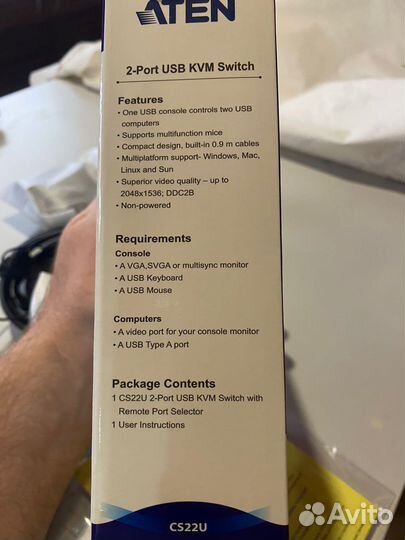 ATEN
2-Port USB KVM Switch
Features
• One USB console controls two USB
computers
• Supports multifunction mice
• Compact design, built-in 0.9 m cables
• Multiplatform support- Windows, Mac,
Linux and Sun
• Superior video quality – up to
2048x1536; DDC2B
• Non-powered
Requirements
Console
• A VGA,SVGA or multisync monitor
• A USB Keyboard
• A USB Mouse
Computers
• A video port for your console monitor
• A USB Type A port
Package Contents
1 CS22U 2-Port USB KVM Switch with
Remote Port Selector
1 User Instructions
CS22U
Avito